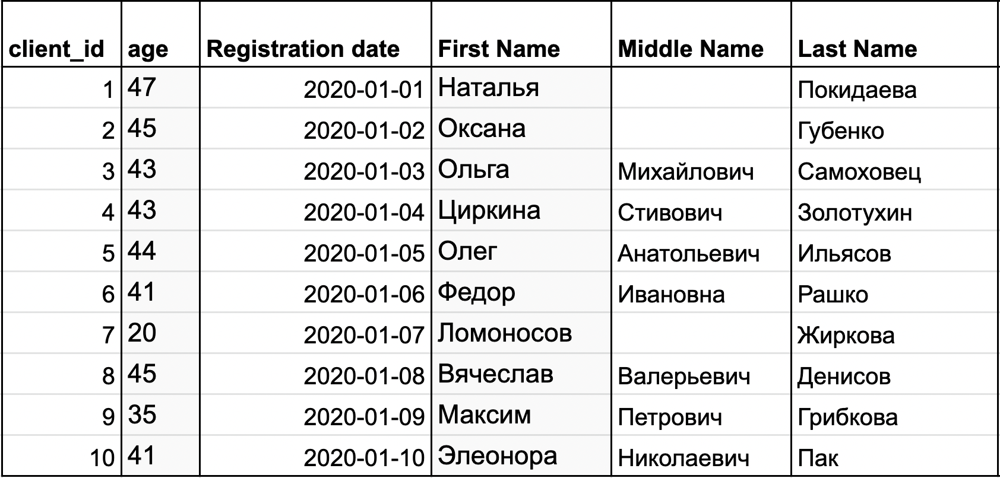 client_id age Registration date First Name Middle Name Last Name
1 47 2020-01-01 Наталья Покидаева
2 45 2020-01-02 Оксана Губенко
3 43 2020-01-03 Ольга Михайлович Самоховец
4 43 2020-01-04 Циркина Стивович Золотухин
5 44 2020-01-05 Олег Анатольевич Ильясов
6 41 2020-01-06 Федор Ивановна Рашко
7 20 2020-01-07 Ломоносов Жиркова
8 45 2020-01-08 Вячеслав Валерьевич Денисов
9 35 2020-01-09 Максим Петрович Грибкова
10 41 2020-01-10 Элеонора Николаевич Пак